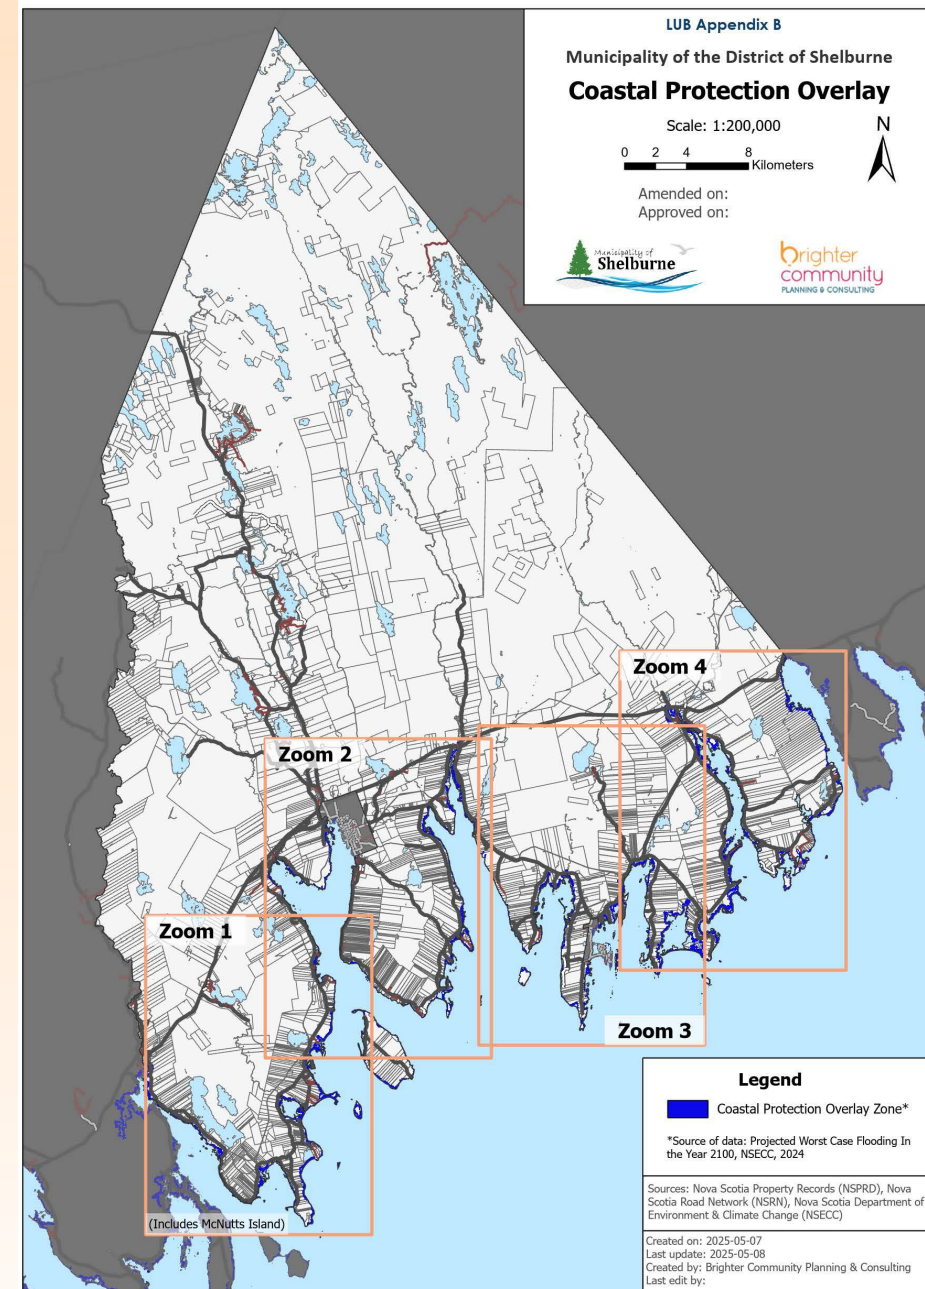 LUB Appendix B
Municipality of the District of Shelburne
Coastal Protection Overlay
Scale: 1:200,000
N
0 2 4 8
Kilometers
Amended on:
Approved on:
Municipality of
Shelburne
brighter
community
PLANNING & CONSULTING
Zoom 4
Zoom 2
Zoom 1
Zoom 3
(Includes McNutts Island)
Legend
Coastal Protection Overlay Zone*
*Source of data: Projected Worst Case Flooding In
the Year 2100, NSECC, 2024
Sources: Nova Scotia Property Records (NSPRD), Nova
Scotia Road Network (NSRN), Nova Scotia Department of
Environment & Climate Change (NSECC)
Created on: 2025-05-07
Last update: 2025-05-08
Created by: Brighter Community Planning & Consulting
Last edit by: